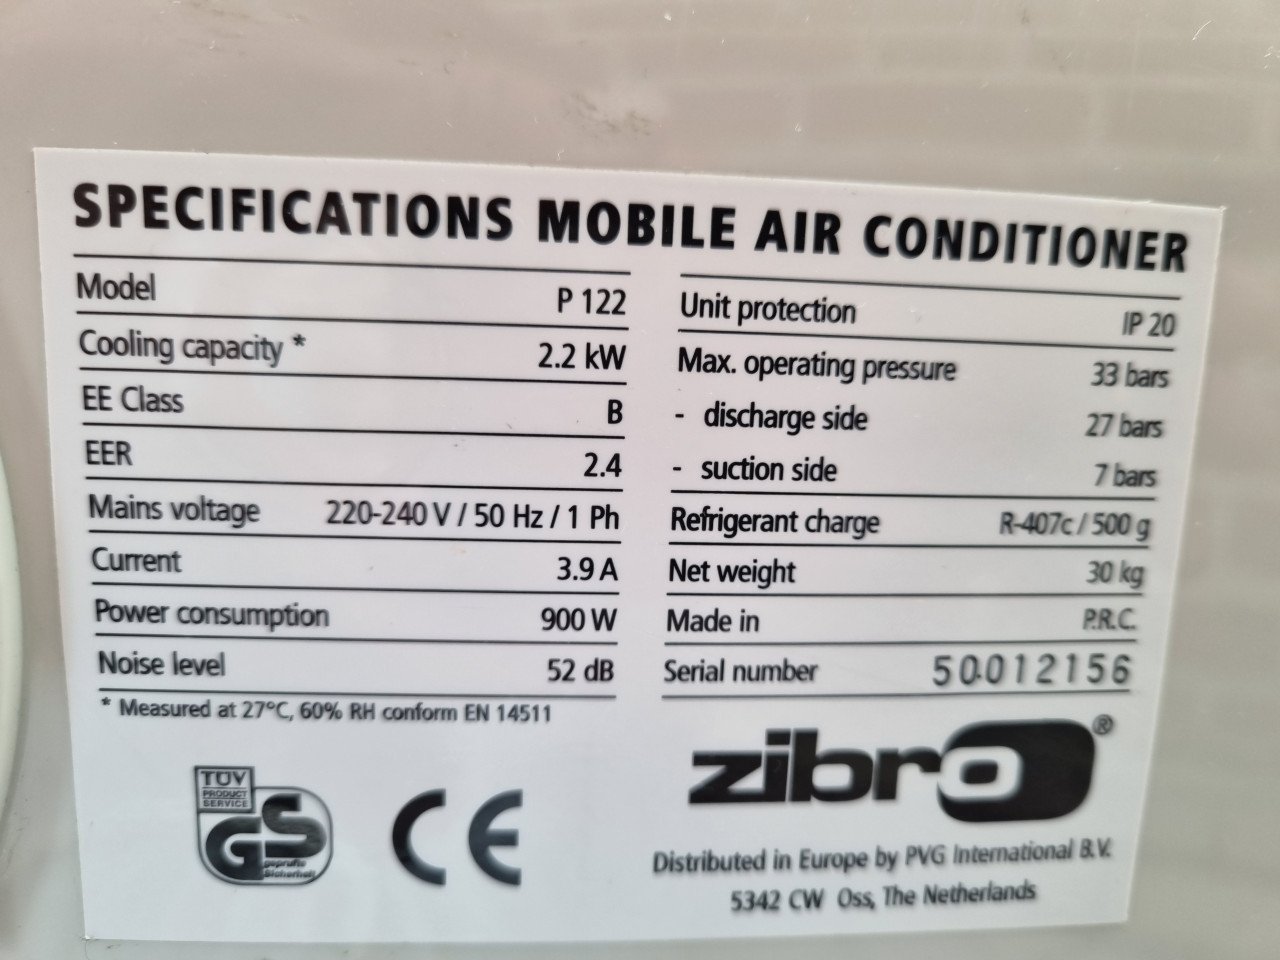 SPECIFICATIONS MOBILE AIR CONDITIONER
Model P 122
Cooling capacity * 2.2 kW
EE Class B
EER 2.4
Mains voltage 220-240 V / 50 Hz / 1 Ph
Current 3.9 A
Power consumption 900 W
Noise level 52 dB
* Measured at 27°C, 60% RH conform EN 14511
TÜV
PRODUCT
SERVICE
GS
geprüfte
Sicherheit
CE
Unit protection IP 20
Max. operating pressure 33 bars
- discharge side 27 bars
- suction side 7 bars
Refrigerant charge R-407c / 500 g
Net weight 30 kg
Made in P.R.C.
Serial number 50012156
zibro®
Distributed in Europe by PVG International B.V.
5342 CW Oss, The Netherlands